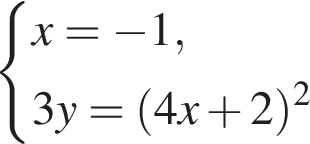 x = −1,
3y = (4x + 2)²